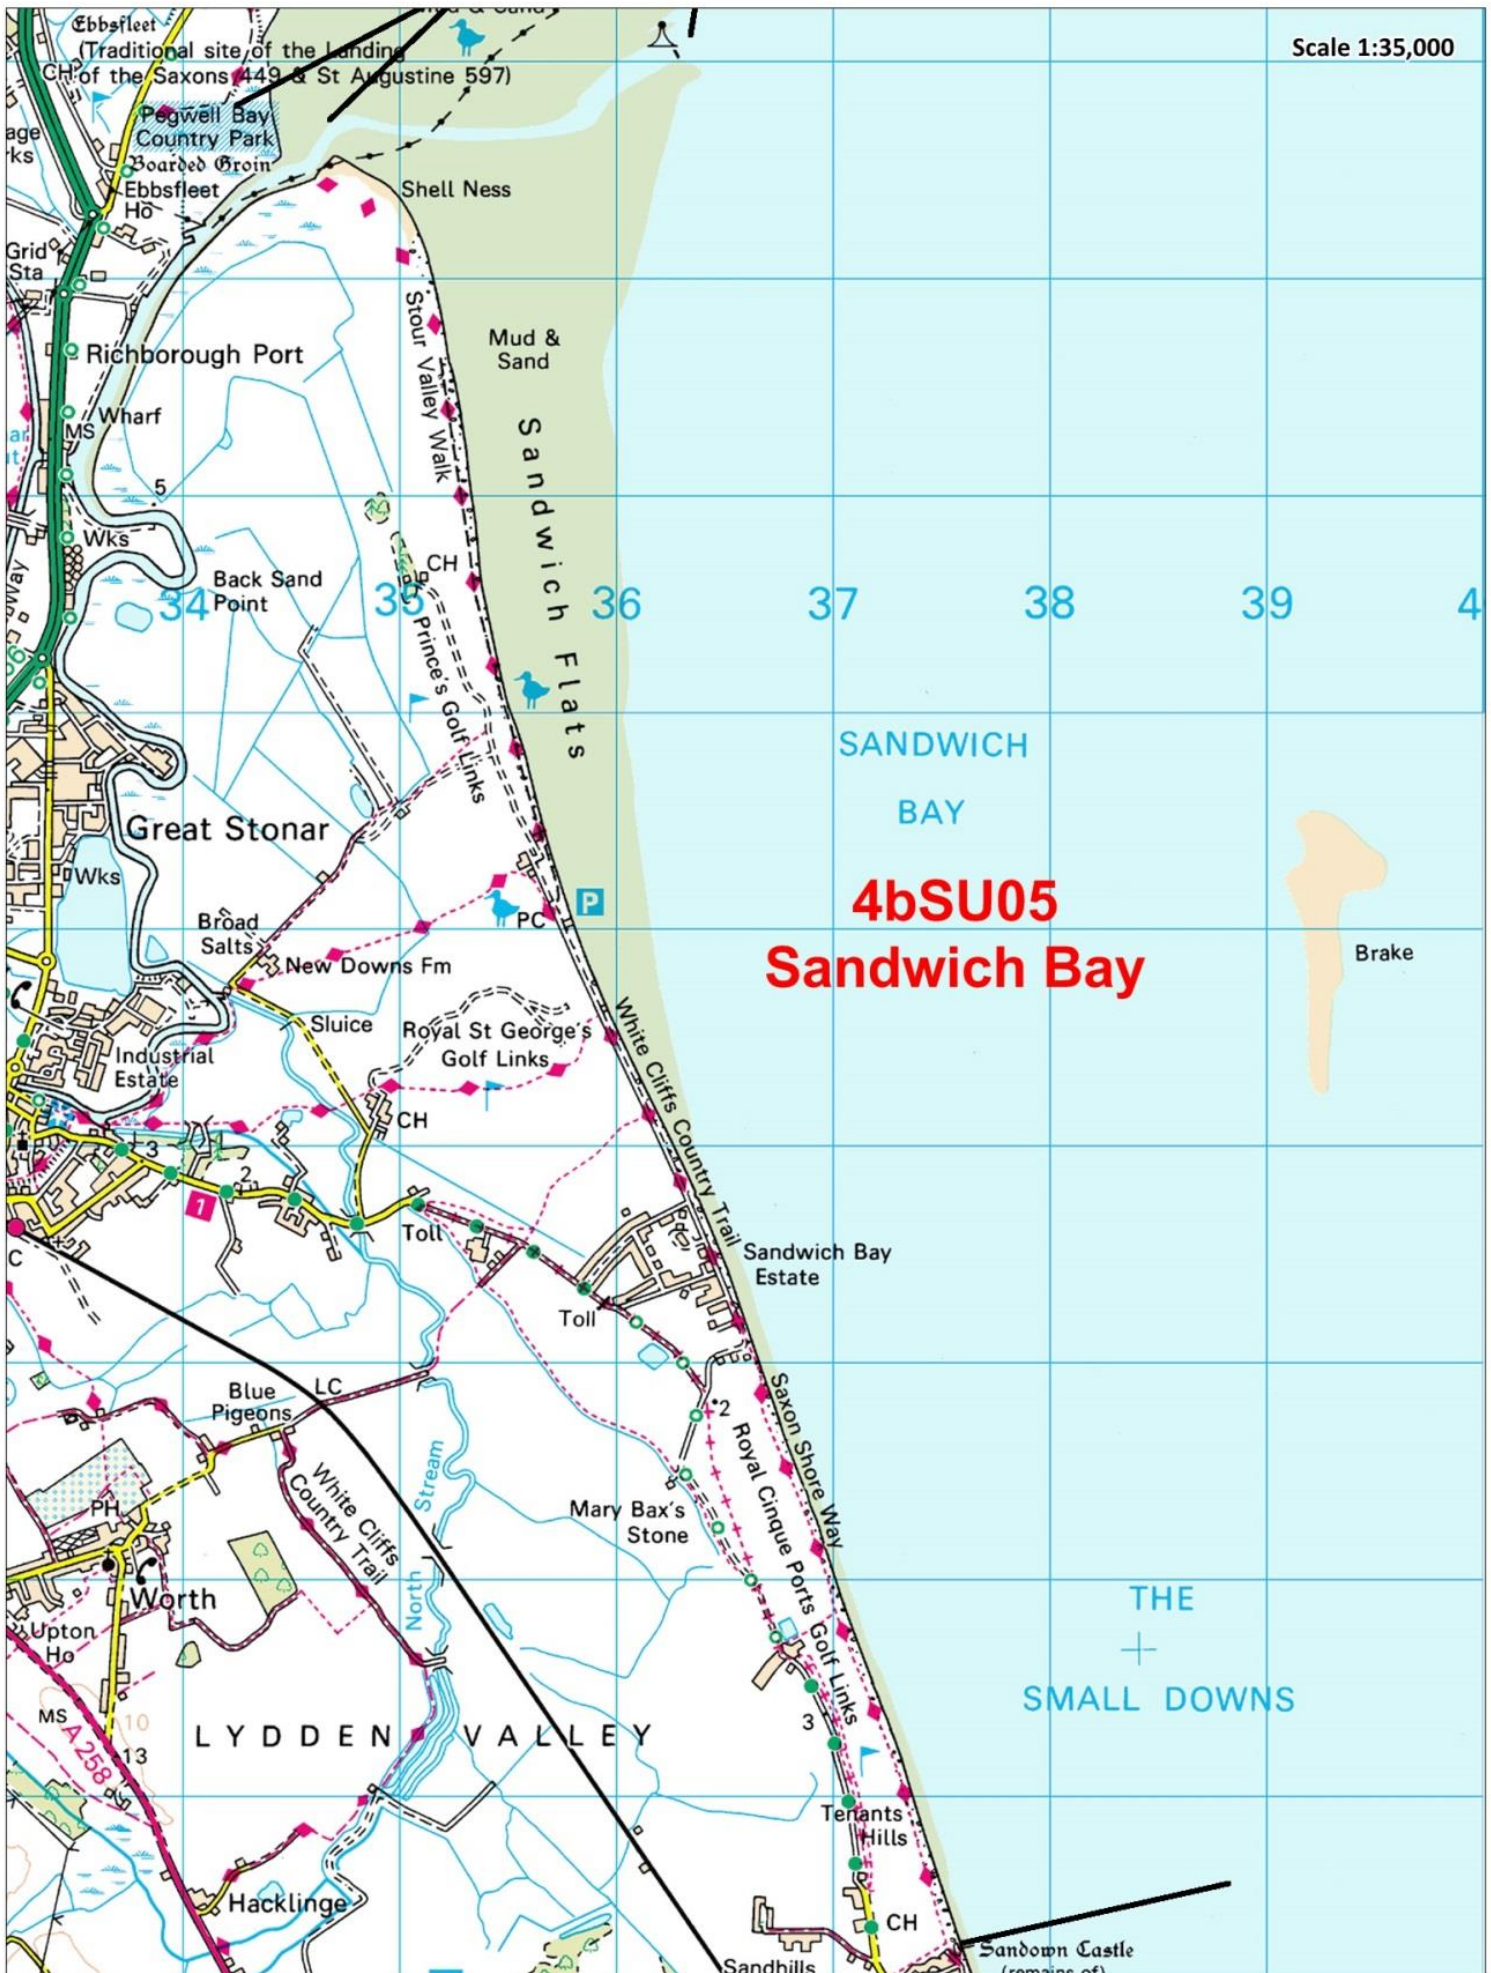 Mud & Sand
Ebbsfleet
(Traditional site of the Landing
of the Saxons 449 & St Augustine 597)
CH
Scale 1:35,000
Pegwell Bay
Country Park
Boarded Groin
Ebbsfleet
Ho
Shell Ness
Grid
Sta
Stour Valley Walk
Mud &
Sand
Richborough Port
Wharf
MS
Sandwich Flats
5
Wks
CH
Way
Back Sand
Point
34
35
36
37
38
39
4
Prince's Golf Links
SANDWICH
BAY
Great Stonar
Wks
4bSU05
Sandwich Bay
P
PC
Broad
Salts
New Downs Fm
Brake
Sluice
Royal St George's
Golf Links
White Cliffs Country Trail
Industrial
Estate
CH
3
2
1
Toll
C
Sandwich Bay
Estate
Toll
LC
Blue
Pigeons
2
Saxon Shore Way
Royal Cinque Ports Golf Links
White Cliffs
Country Trail
North Stream
PH
Mary Bax's
Stone
Worth
Upton
Ho
THE
SMALL DOWNS
MS
10
A 258
13
LYDDEN VALLEY
3
Tenants
Hills
Hacklinge
CH
Sandown Castle
(remains of)
Sandhills